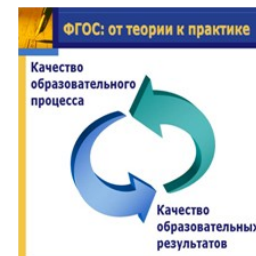 ФГОС: от теории к практике
Качество
образовательного
процесса
Качество
образовательных
результатов